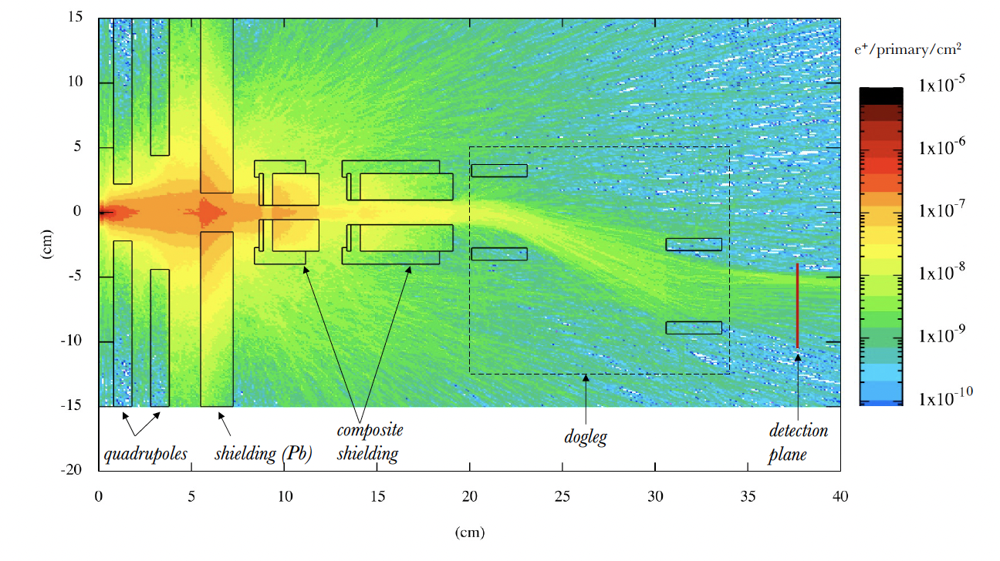 15
10
5
0
-5
-10
-15
-20
(cm)
0
5
10
15
20
25
30
35
40
(cm)
quadrupoles
shielding (Pb)
composite
shielding
dogleg
detection
plane
e⁺/primary/cm²
1x10⁻⁵
1x10⁻⁶
1x10⁻⁷
1x10⁻⁸
1x10⁻⁹
1x10⁻¹⁰